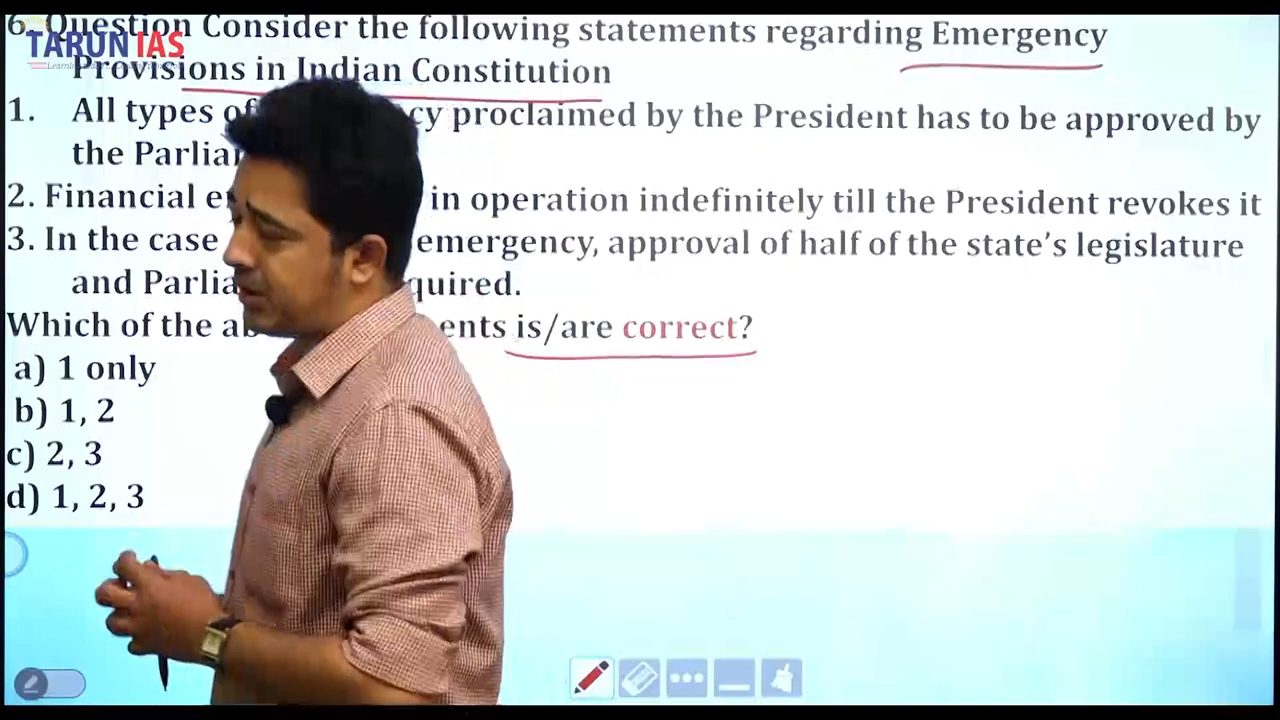 6. Question Consider the following statements regarding Emergency
TARUN IAS
Provisions in Indian Constitution
1. All types of cy proclaimed by the President has to be approved by
the Parlia
2. Financial e in operation indefinitely till the President revokes it
3. In the case emergency, approval of half of the state's legislature
and Parlia quired.
Which of the ab ents is/are correct?
a) 1 only
b) 1, 2
c) 2, 3
d) 1, 2, 3